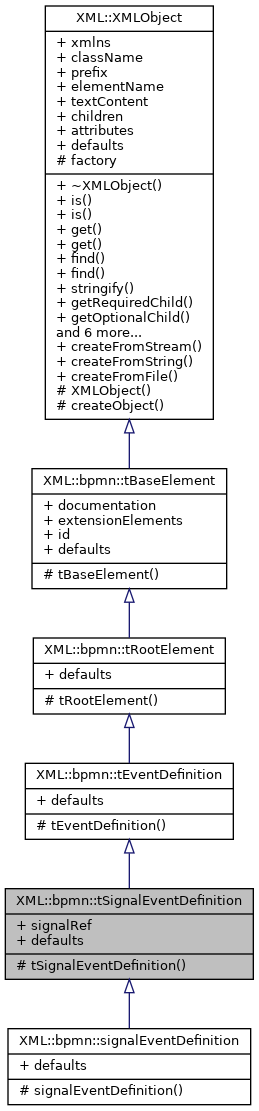 XML::XMLObject
+ xmlns
+ className
+ prefix
+ elementName
+ textContent
+ children
+ attributes
+ defaults
# factory
+ ~XMLObject()
+ is()
+ is()
+ get()
+ get()
+ find()
+ find()
+ stringify()
+ getRequiredChild()
+ getOptionalChild()
and 6 more...
+ createFromStream()
+ createFromString()
+ createFromFile()
# XMLObject()
# createObject()
XML::bpmn::tBaseElement
+ documentation
+ extensionElements
+ id
+ defaults
# tBaseElement()
XML::bpmn::tRootElement
+ defaults
# tRootElement()
XML::bpmn::tEventDefinition
+ defaults
# tEventDefinition()
XML::bpmn::tSignalEventDefinition
+ signalRef
+ defaults
# tSignalEventDefinition()
XML::bpmn::signalEventDefinition
+ defaults
# signalEventDefinition()